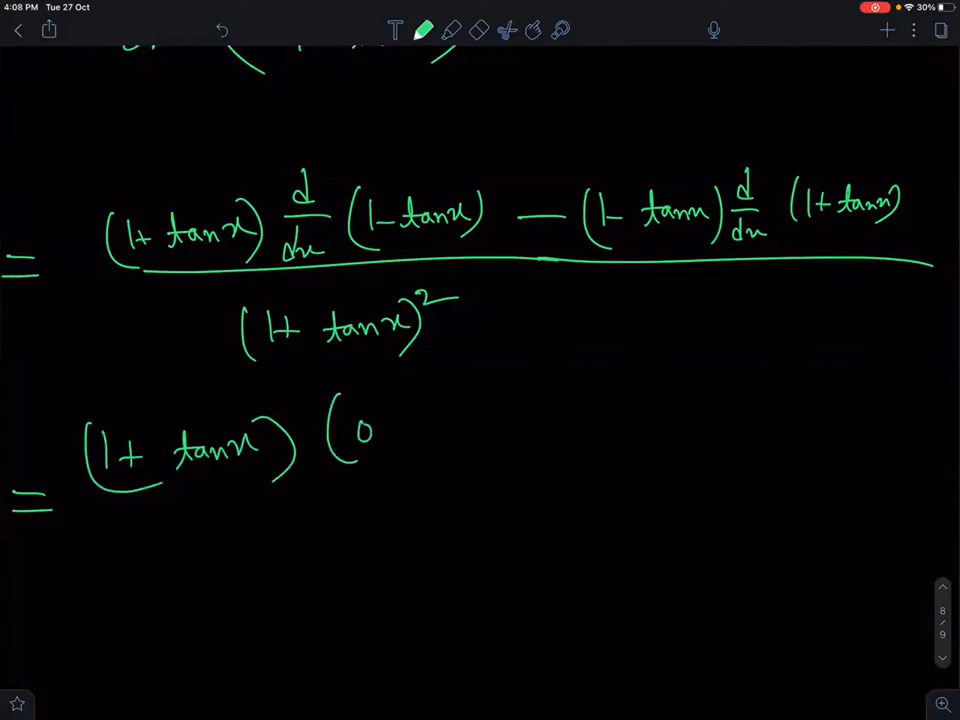 4:08 PM Tue 27 Oct
30%
T
= (1+ tanx) d/dx (1-tanx) — (1- tanx) d/dx (1+tanx)
(1+ tanx)²
= (1+ tanx) (0
8
/
9